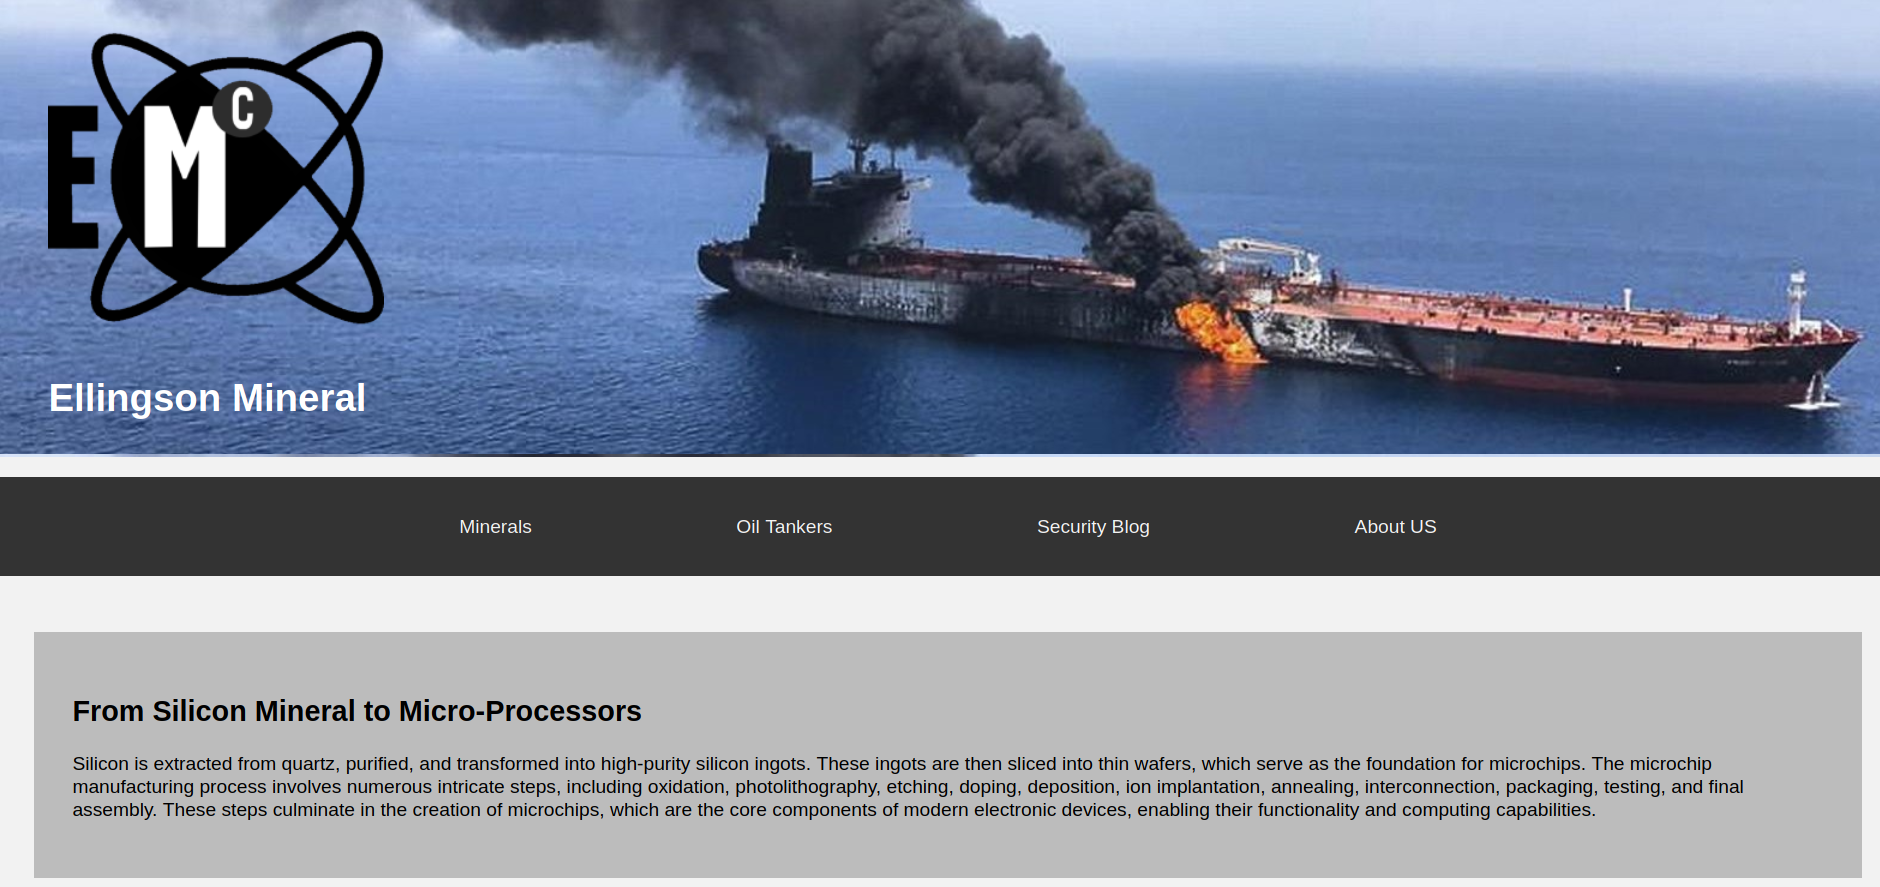 E M C
Ellingson Mineral
Minerals
Oil Tankers
Security Blog
About US
From Silicon Mineral to Micro-Processors
Silicon is extracted from quartz, purified, and transformed into high-purity silicon ingots. These ingots are then sliced into thin wafers, which serve as the foundation for microchips. The microchip
manufacturing process involves numerous intricate steps, including oxidation, photolithography, etching, doping, deposition, ion implantation, annealing, interconnection, packaging, testing, and final
assembly. These steps culminate in the creation of microchips, which are the core components of modern electronic devices, enabling their functionality and computing capabilities.